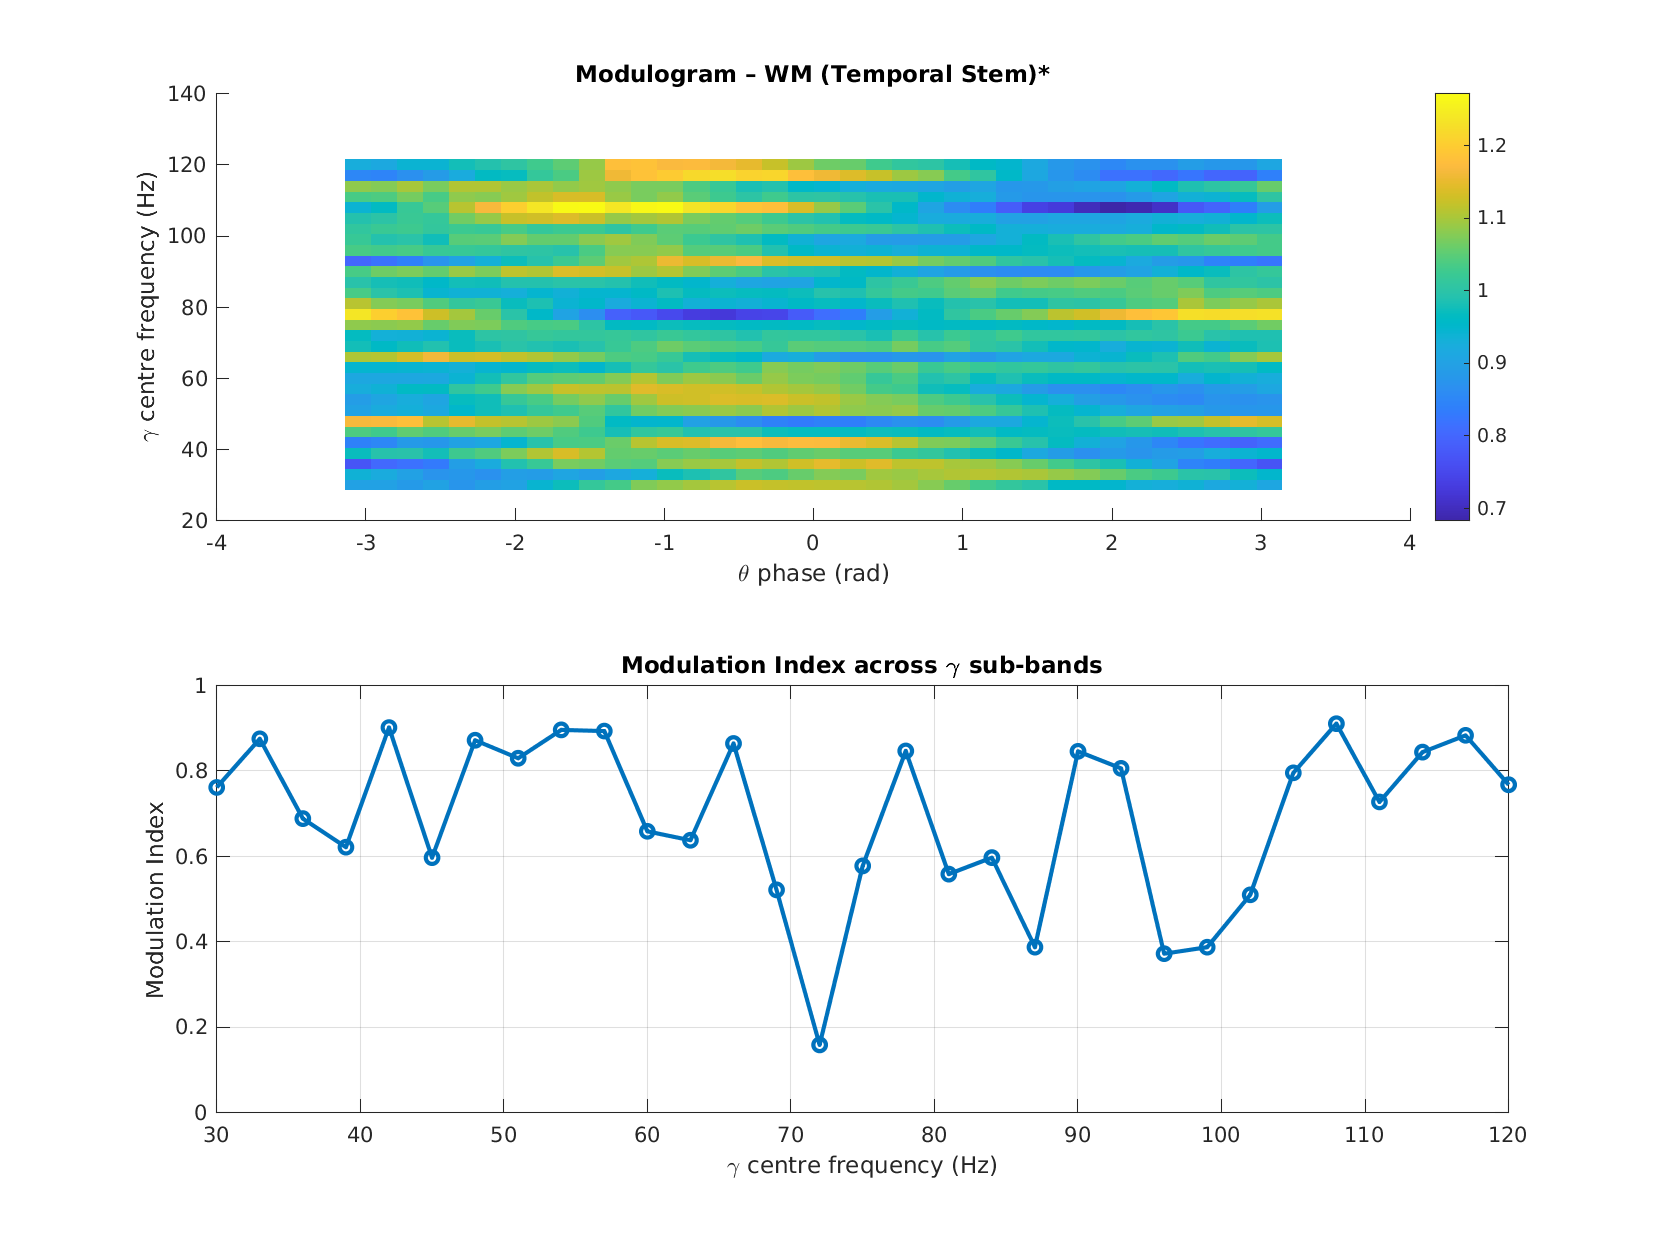 Modulogram – WM (Temporal Stem)*
γ centre frequency (Hz)
140
120
100
80
60
40
20
-4 -3 -2 -1 0 1 2 3 4
θ phase (rad)
1.2
1.1
1
0.9
0.8
0.7
Modulation Index across γ sub-bands
Modulation Index
1
0.8
0.6
0.4
0.2
0
30 40 50 60 70 80 90 100 110 120
γ centre frequency (Hz)